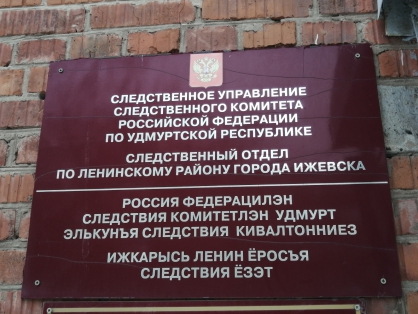 СЛЕДСТВЕННОЕ УПРАВЛЕНИЕ
СЛЕДСТВЕННОГО КОМИТЕТА
РОССИЙСКОЙ ФЕДЕРАЦИИ
ПО УДМУРТСКОЙ РЕСПУБЛИКЕ
СЛЕДСТВЕННЫЙ ОТДЕЛ
ПО ЛЕНИНСКОМУ РАЙОНУ ГОРОДА ИЖЕВСКА
РОССИЯ ФЕДЕРАЦИЛЭН
СЛЕДСТВИЯ КОМИТЕТЛЭН УДМУРТ
ЭЛЬКУНЪЯ СЛЕДСТВИЯ КИВАЛТОННИЕЗ
ИЖКАРЫСЬ ЛЕНИН ЁРОСЪЯ
СЛЕДСТВИЯ ЁЗЭТ